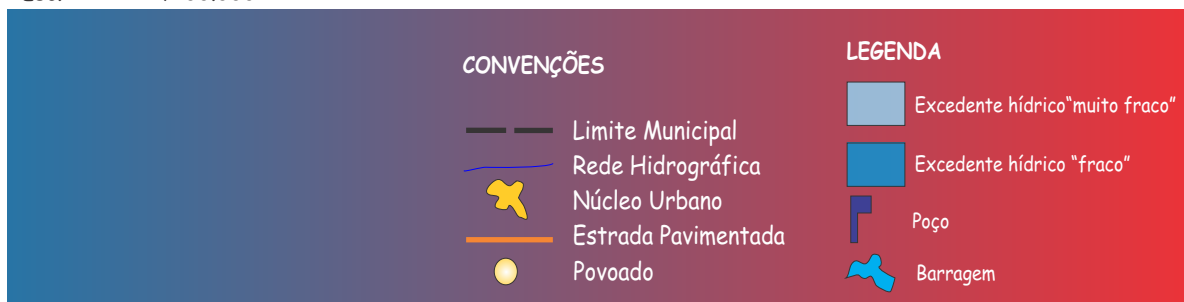 CONVENÇÕES
Limite Municipal
Rede Hidrográfica
Núcleo Urbano
Estrada Pavimentada
Povoado
LEGENDA
Excedente hídrico“muito fraco”
Excedente hídrico “fraco”
Poço
Barragem